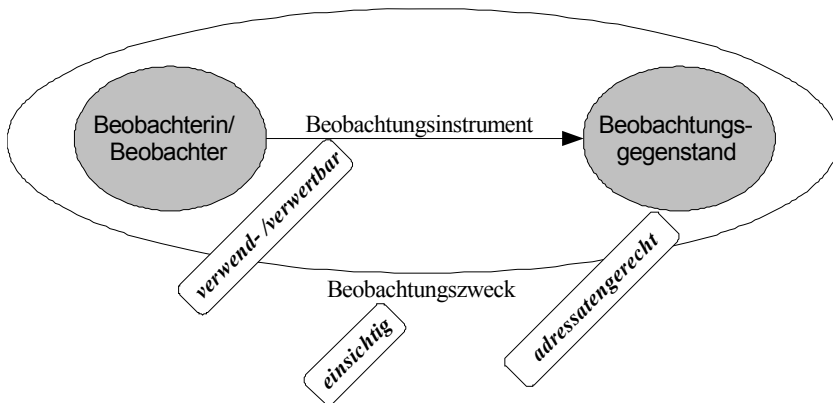 Beobachterin/
Beobachter
Beobachtungsinstrument
Beobachtungs-
gegenstand
verwend- /verwertbar
Beobachtungszweck
einsichtig
adressatengerecht